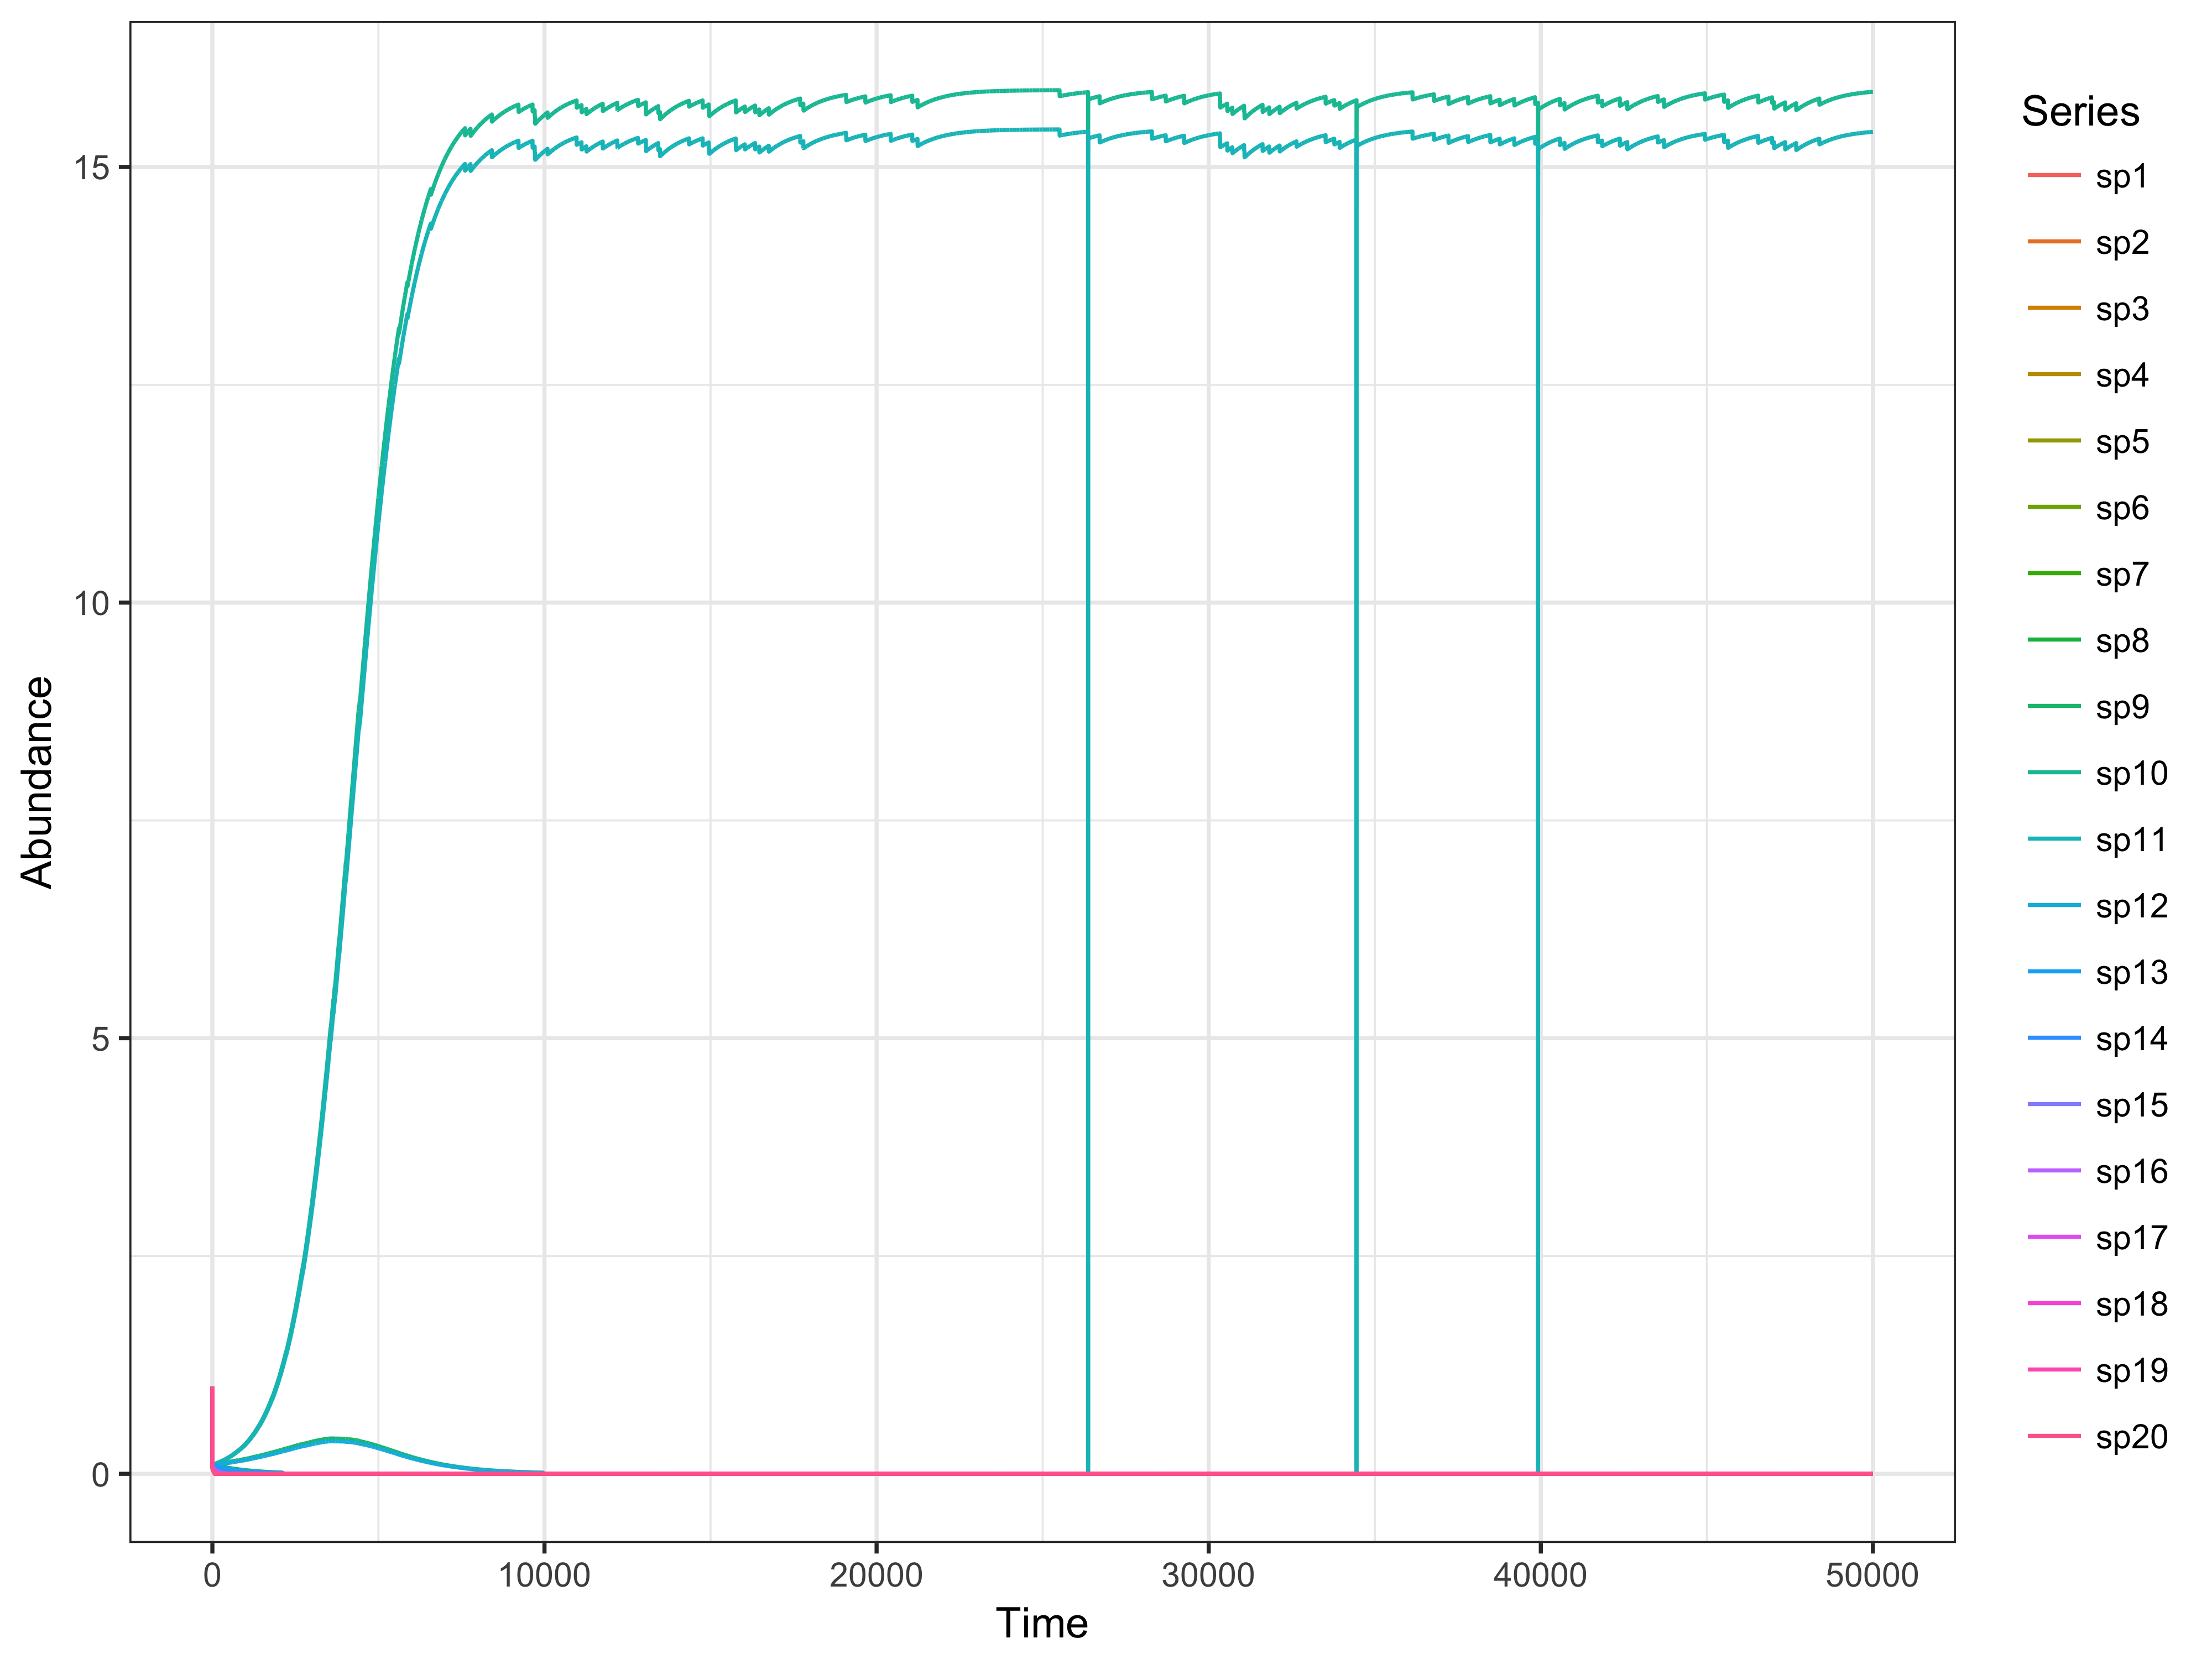 Abundance
15
10
5
0
0 10000 20000 30000 40000 50000
Time
Series
sp1
sp2
sp3
sp4
sp5
sp6
sp7
sp8
sp9
sp10
sp11
sp12
sp13
sp14
sp15
sp16
sp17
sp18
sp19
sp20